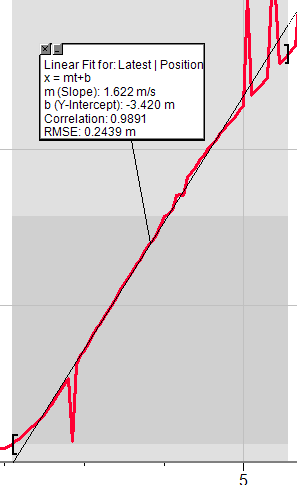 Linear Fit for: Latest | Position
x = mt+b
m (Slope): 1.622 m/s
b (Y-Intercept): -3.420 m
Correlation: 0.9891
RMSE: 0.2439 m
5